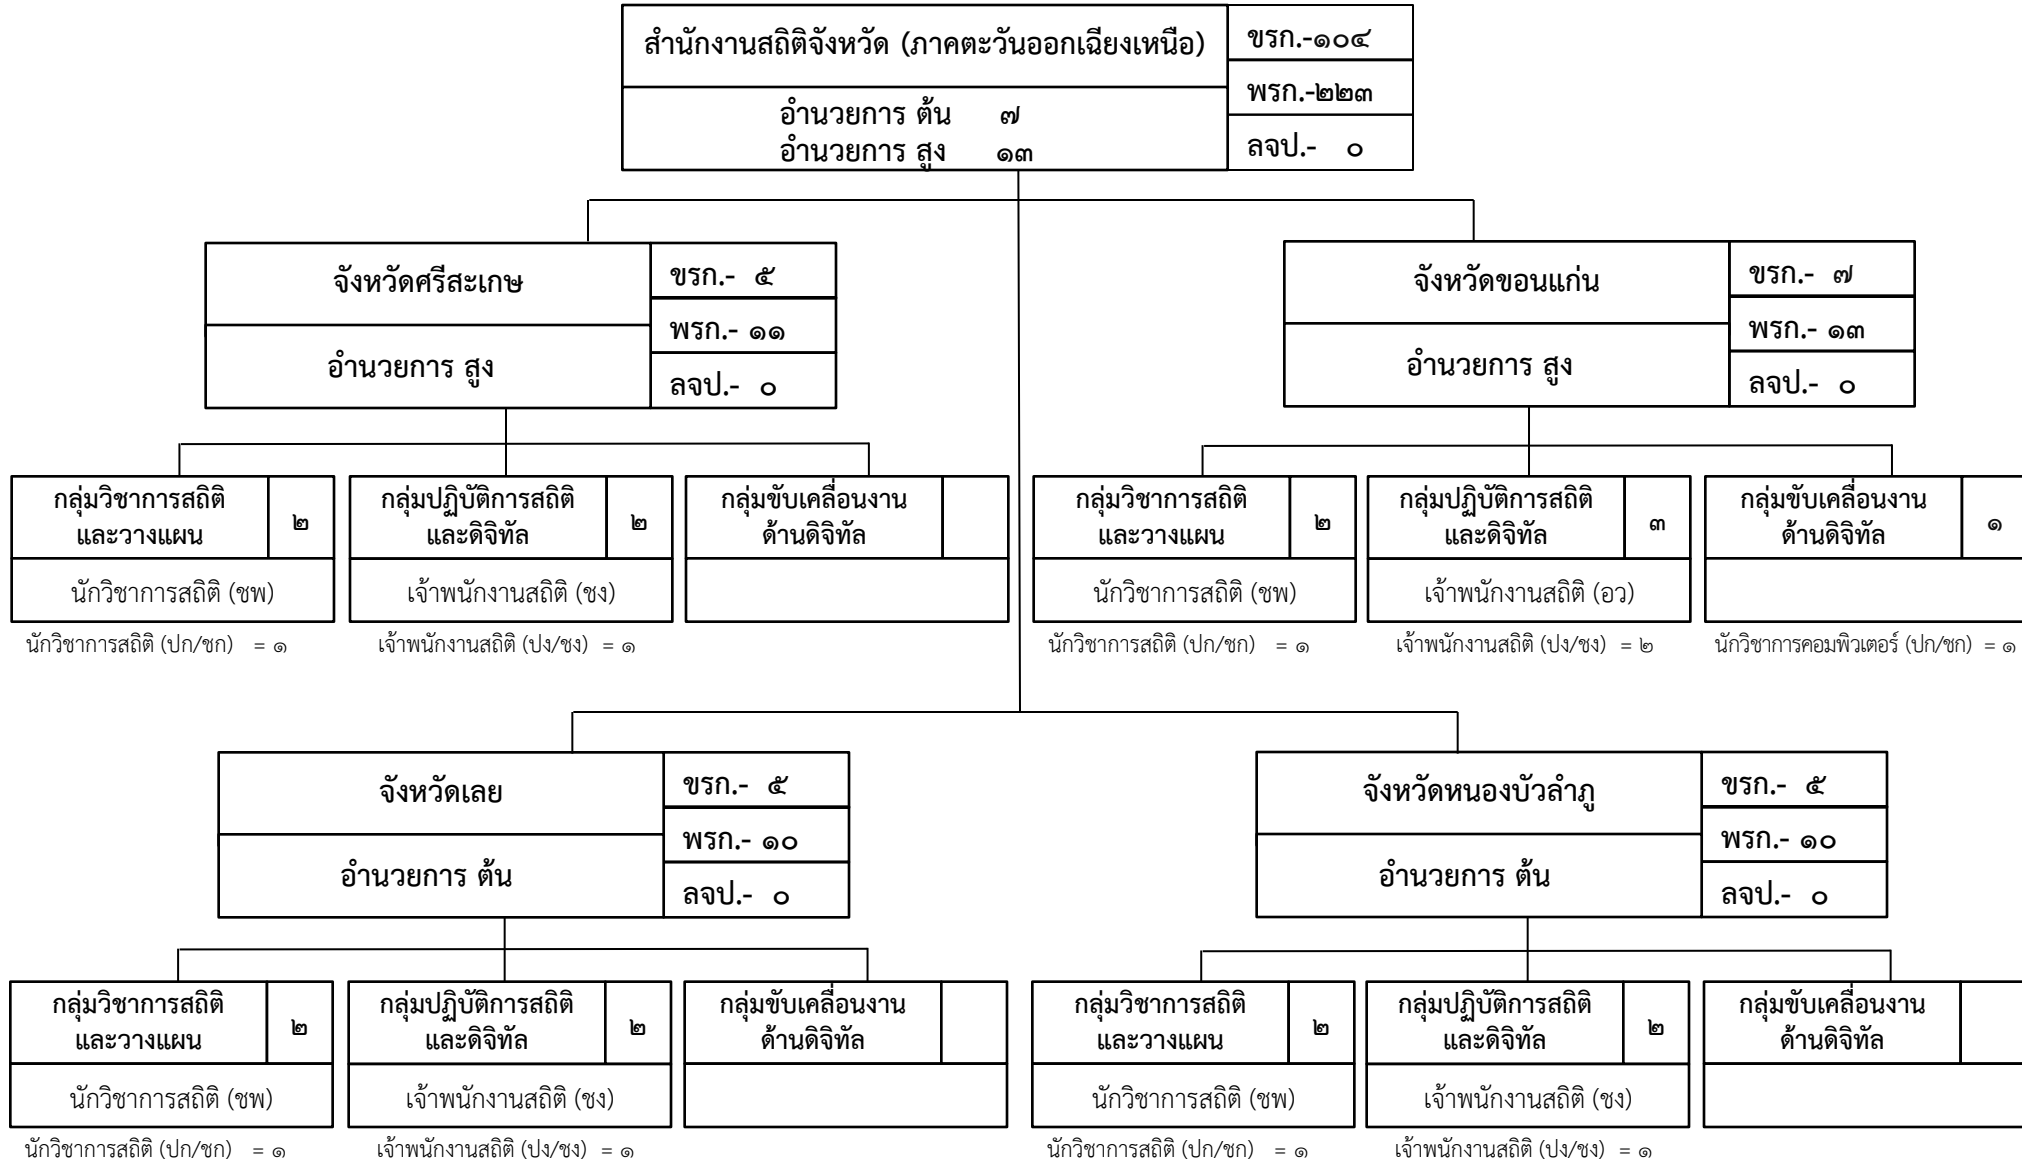 สำนักงานสถิติจังหวัด (ภาคตะวันออกเฉียงเหนือ)
ขรก.-๑๐๔
พรก.-๒๒๓
ลจป.- ๐
อำนวยการ ต้น ๗
อำนวยการ สูง ๑๓
จังหวัดศรีสะเกษ
อำนวยการ สูง
ขรก.- ๕
พรก.- ๑๑
ลจป.- ๐
จังหวัดขอนแก่น
อำนวยการ สูง
ขรก.- ๗
พรก.- ๑๓
ลจป.- ๐
กลุ่มวิชาการสถิติ
และวางแผน
๒
นักวิชาการสถิติ (ชพ)
นักวิชาการสถิติ (ปก/ชก) = ๑
กลุ่มปฏิบัติการสถิติ
และดิจิทัล
๒
เจ้าพนักงานสถิติ (ชง)
เจ้าพนักงานสถิติ (ปง/ชง) = ๑
กลุ่มขับเคลื่อนงาน
ด้านดิจิทัล
กลุ่มวิชาการสถิติ
และวางแผน
๒
นักวิชาการสถิติ (ชพ)
นักวิชาการสถิติ (ปก/ชก) = ๑
กลุ่มปฏิบัติการสถิติ
และดิจิทัล
๓
เจ้าพนักงานสถิติ (อว)
เจ้าพนักงานสถิติ (ปง/ชง) = ๒
กลุ่มขับเคลื่อนงาน
ด้านดิจิทัล
๑
นักวิชาการคอมพิวเตอร์ (ปก/ชก) = ๑
จังหวัดเลย
อำนวยการ ต้น
ขรก.- ๕
พรก.- ๑๐
ลจป.- ๐
จังหวัดหนองบัวลำภู
อำนวยการ ต้น
ขรก.- ๕
พรก.- ๑๐
ลจป.- ๐
กลุ่มวิชาการสถิติ
และวางแผน
๒
นักวิชาการสถิติ (ชพ)
นักวิชาการสถิติ (ปก/ชก) = ๑
กลุ่มปฏิบัติการสถิติ
และดิจิทัล
๒
เจ้าพนักงานสถิติ (ชง)
เจ้าพนักงานสถิติ (ปง/ชง) = ๑
กลุ่มขับเคลื่อนงาน
ด้านดิจิทัล
กลุ่มวิชาการสถิติ
และวางแผน
๒
นักวิชาการสถิติ (ชพ)
นักวิชาการสถิติ (ปก/ชก) = ๑
กลุ่มปฏิบัติการสถิติ
และดิจิทัล
๒
เจ้าพนักงานสถิติ (ชง)
เจ้าพนักงานสถิติ (ปง/ชง) = ๑
กลุ่มขับเคลื่อนงาน
ด้านดิจิทัล